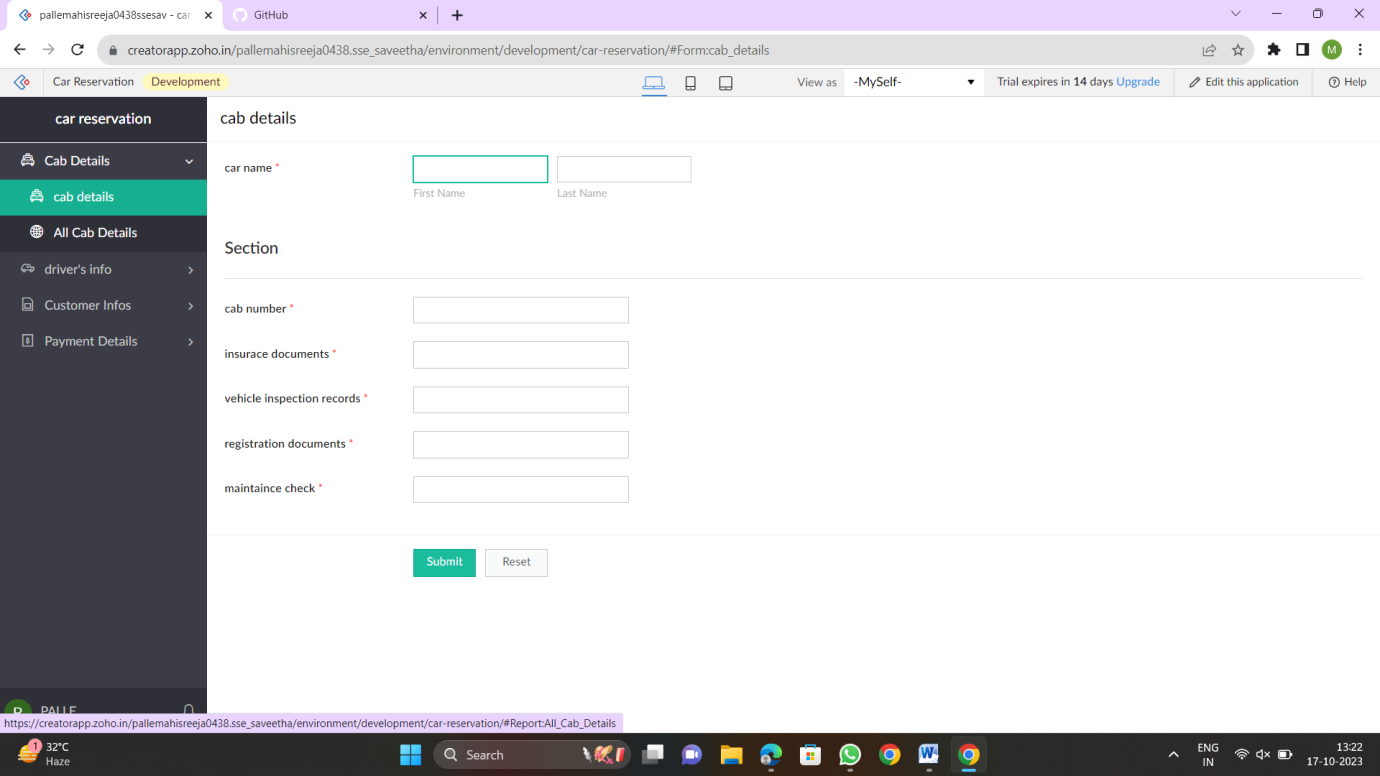 pallemahisreeja0438ssesav - car
GitHub
creatorapp.zoho.in/pallemahisreeja0438.sse_saveetha/environment/development/car-reservation/#Form:cab_details
M
Car Reservation Development
View as -MySelf-
Trial expires in 14 days Upgrade
Edit this application
Help
car reservation
cab details
Cab Details
cab details
All Cab Details
driver's info
Customer Infos
Payment Details
car name *
First Name Last Name
Section
cab number *
insurace documents *
vehicle inspection records *
registration documents *
maintaince check *
Submit Reset
PALLE
https://creatorapp.zoho.in/pallemahisreeja0438.sse_saveetha/environment/development/car-reservation/#Report:All_Cab_Details
1
32°C
Haze
Search
ENG
IN
13:22
17-10-2023